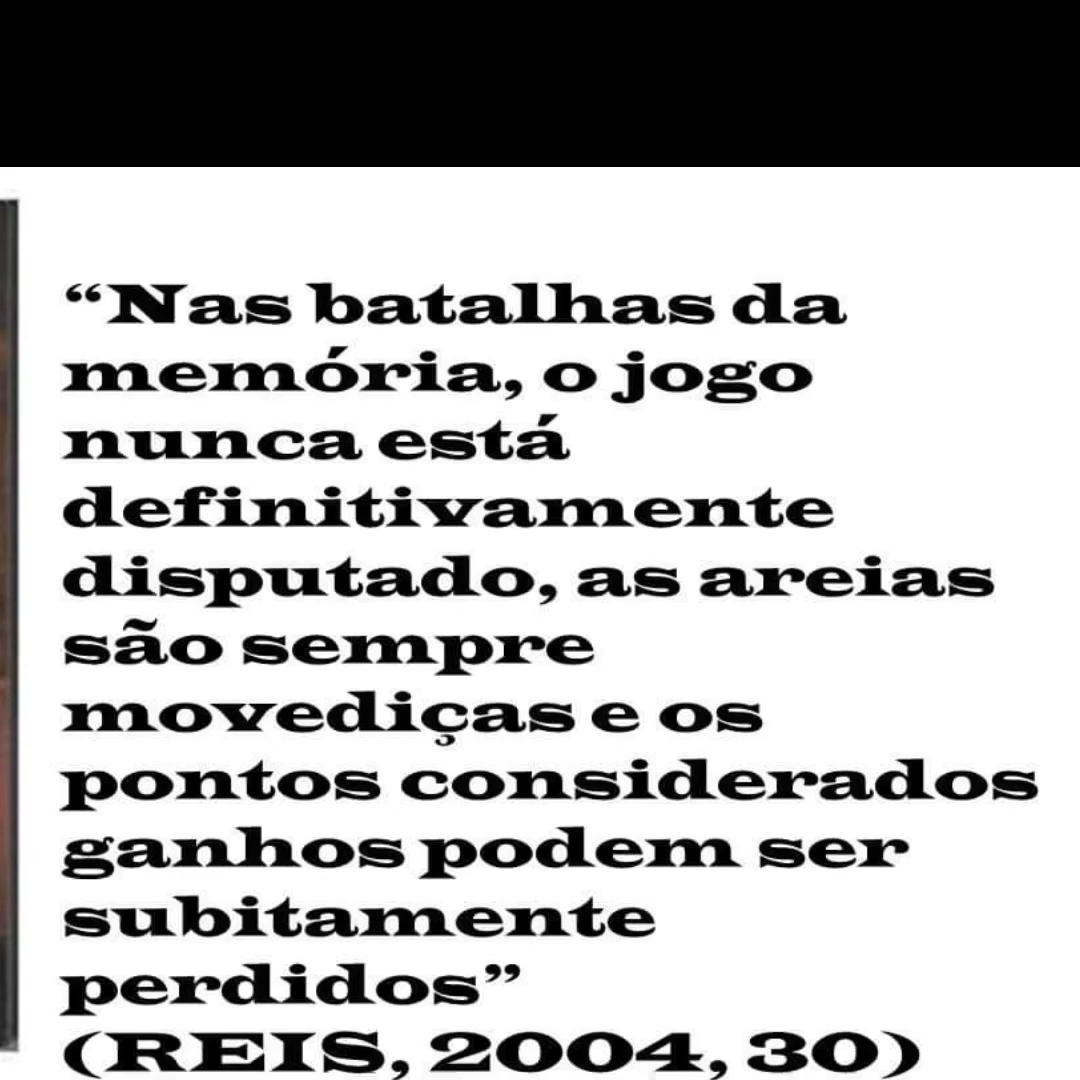 “Nas batalhas da
memória, o jogo
nunca está
definitivamente
disputado, as areias
são sempre
movediças e os
pontos considerados
ganhos podem ser
subitamente
perdidos”
(REIS, 2004, 30)